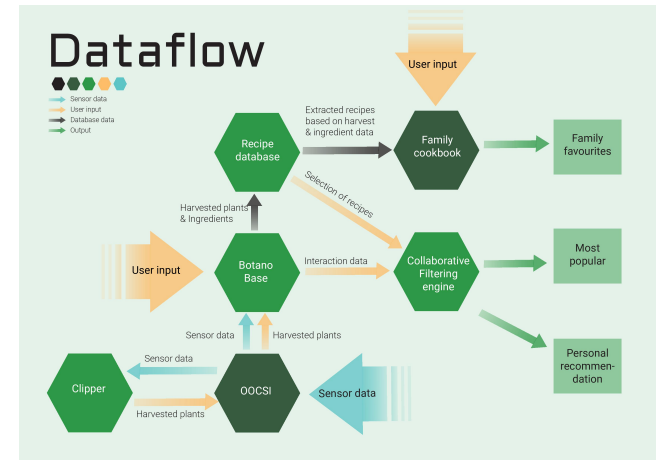 Dataflow
Sensor data
User input
Database data
Output
User input
Extracted recipes
based on harvest
& ingredient data
Recipe
database
Family
cookbook
Family
favourites
Selection of recipes
Harvested plants
& Ingredients
User input
Botano
Base
Interaction data
Collaborative
Filtering
engine
Most
popular
Sensor data
Harvested plants
Personal
recommen-
dation
Sensor data
Clipper
OOCSI
Sensor data
Harvested plants